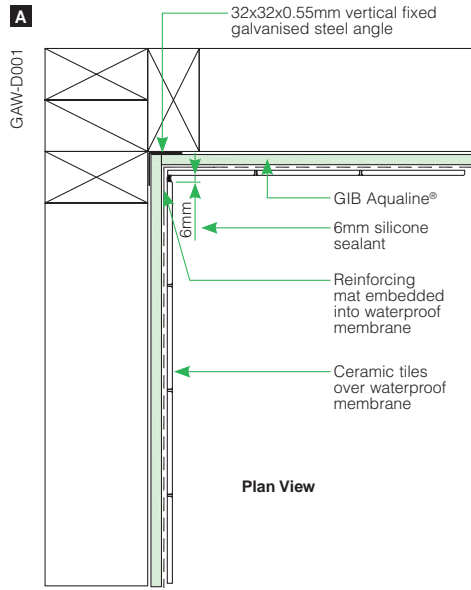 A
GAW-D001
32x32x0.55mm vertical fixed
galvanised steel angle
GIB Aqualine®
6mm
6mm silicone
sealant
Reinforcing
mat embedded
into waterproof
membrane
Ceramic tiles
over waterproof
membrane
Plan View